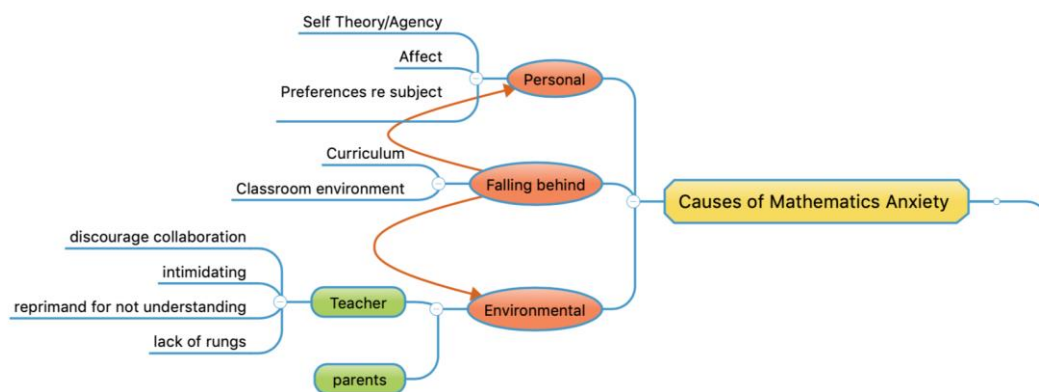 Self Theory/Agency
Affect
Preferences re subject
Personal
Curriculum
Classroom environment
Falling behind
Causes of Mathematics Anxiety
discourage collaboration
intimidating
reprimand for not understanding
lack of rungs
Teacher
Environmental
parents